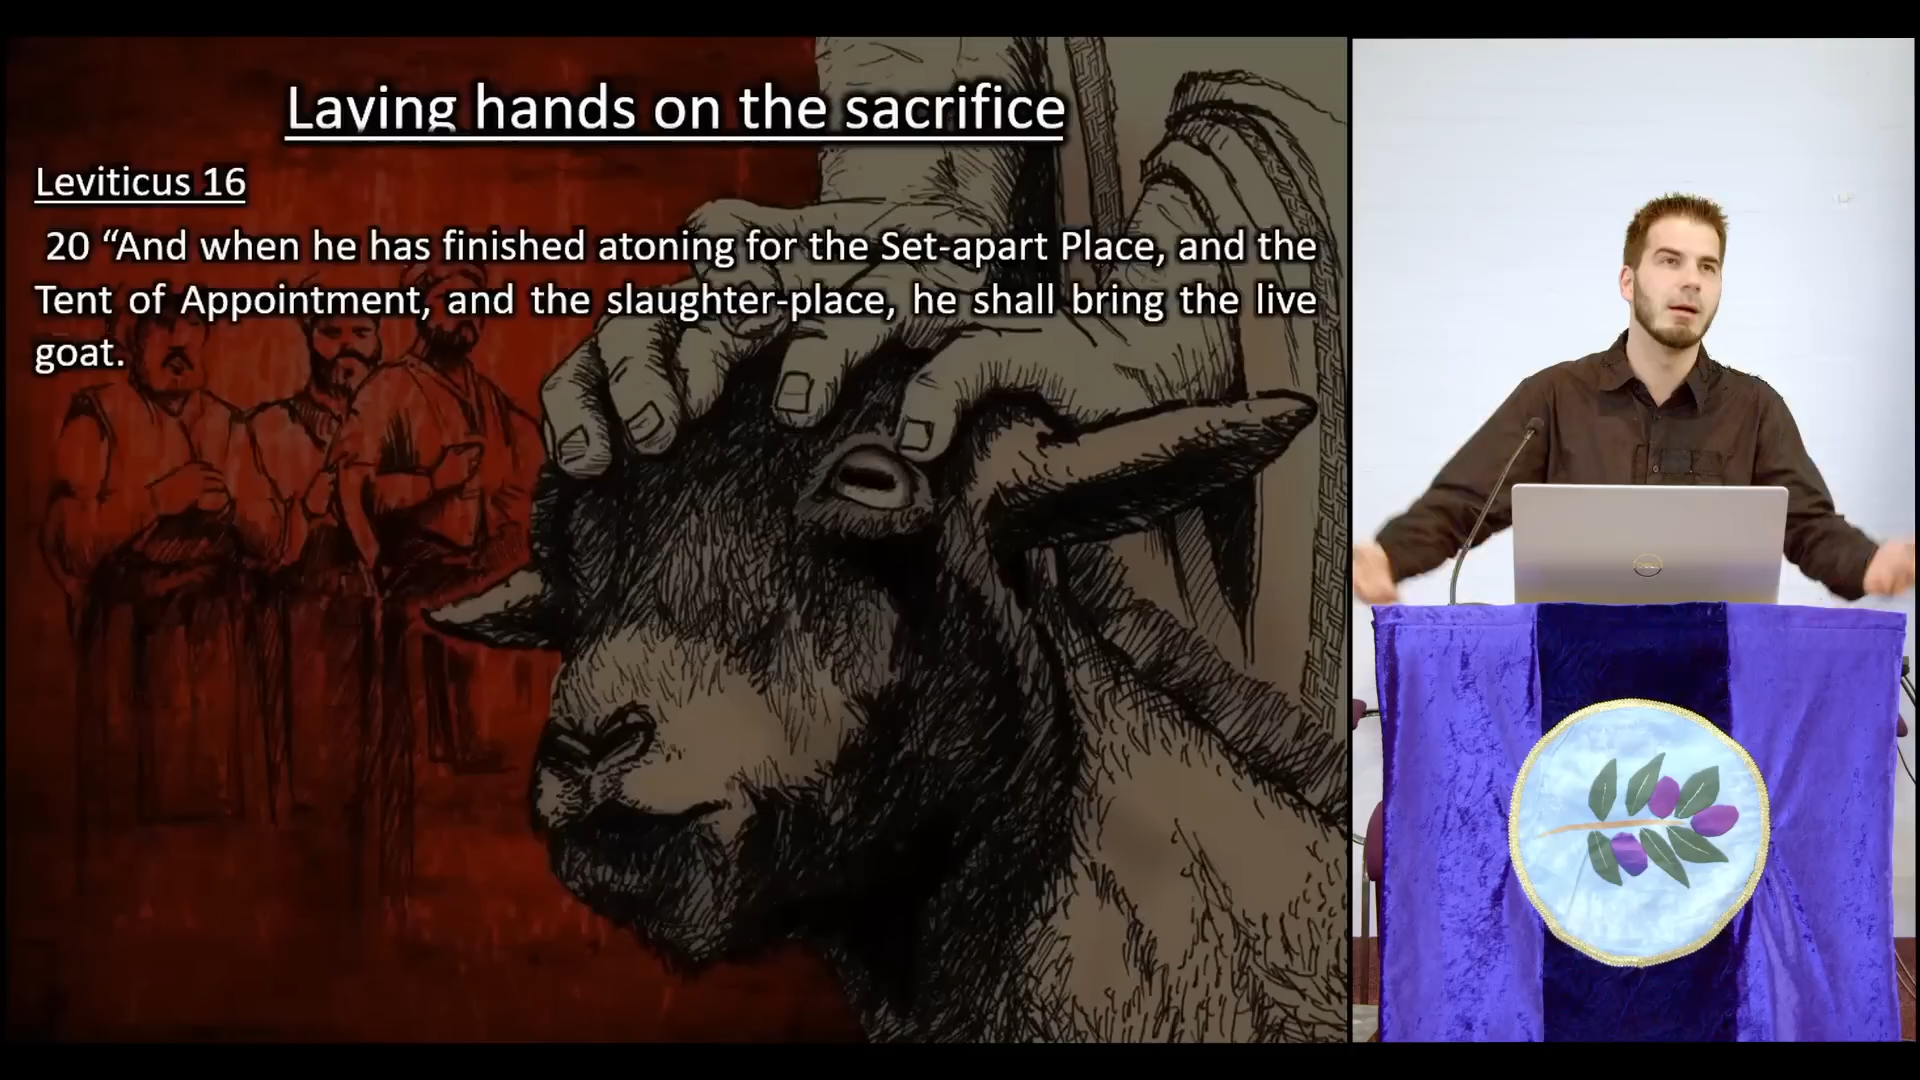 Laying hands on the sacrifice
Leviticus 16
20 “And when he has finished atoning for the Set-apart Place, and the
Tent of Appointment, and the slaughter-place, he shall bring the live
goat.
DELL